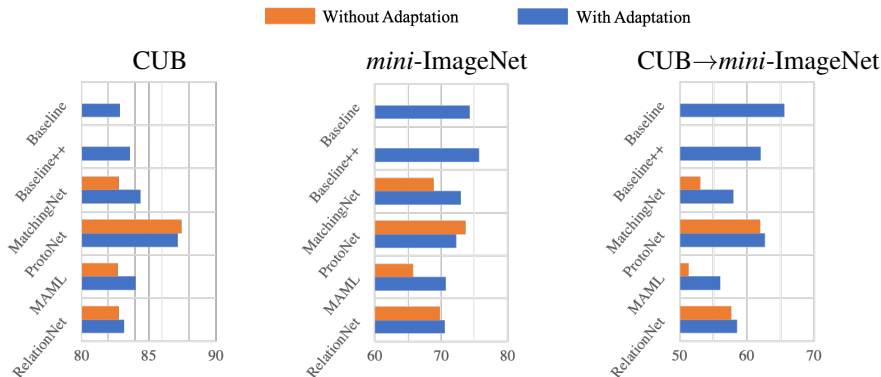 Without Adaptation With Adaptation
CUB
mini-ImageNet
CUB→mini-ImageNet
Baseline
Baseline++
MatchingNet
ProtoNet
MAML
RelationNet
80 85 90
Baseline
Baseline++
MatchingNet
ProtoNet
MAML
RelationNet
60 70 80
Baseline
Baseline++
MatchingNet
ProtoNet
MAML
RelationNet
50 60 70